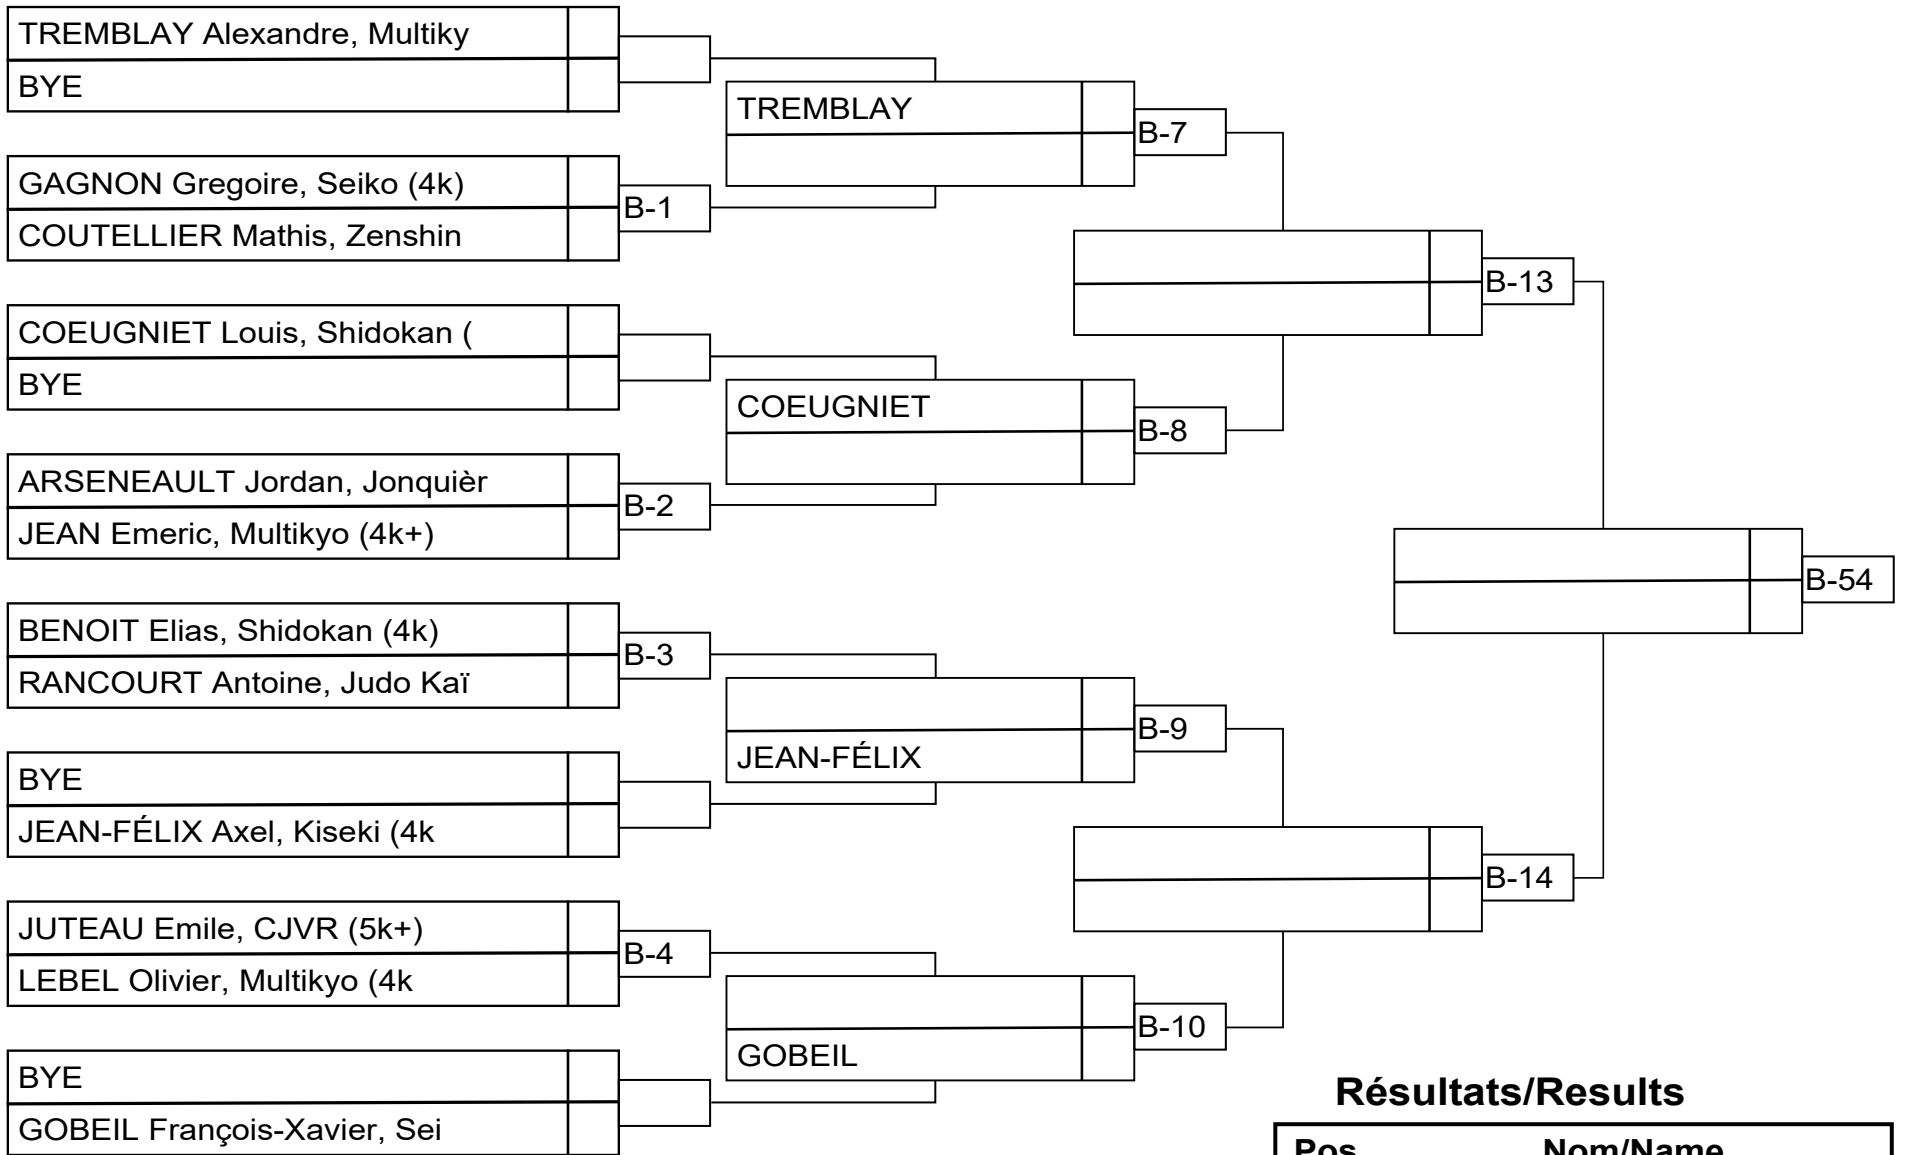 TREMBLAY Alexandre, Multiky
BYE
GAGNON Gregoire, Seiko (4k)
COUTELLIER Mathis, Zenshin
COEUGNIET Louis, Shidokan (
BYE
ARSENEAULT Jordan, Jonquièr
JEAN Emeric, Multikyo (4k+)
BENOIT Elias, Shidokan (4k)
RANCOURT Antoine, Judo Kaï
BYE
JEAN-FÉLIX Axel, Kiseki (4k
JUTEAU Emile, CJVR (5k+)
LEBEL Olivier, Multikyo (4k
BYE
GOBEIL François-Xavier, Sei
B-1
B-2
B-3
B-4
TREMBLAY
COEUGNIET
JEAN-FÉLIX
GOBEIL
B-7
B-8
B-9
B-10
B-13
B-14
B-54
Résultats/Results
Pos Nom/Name